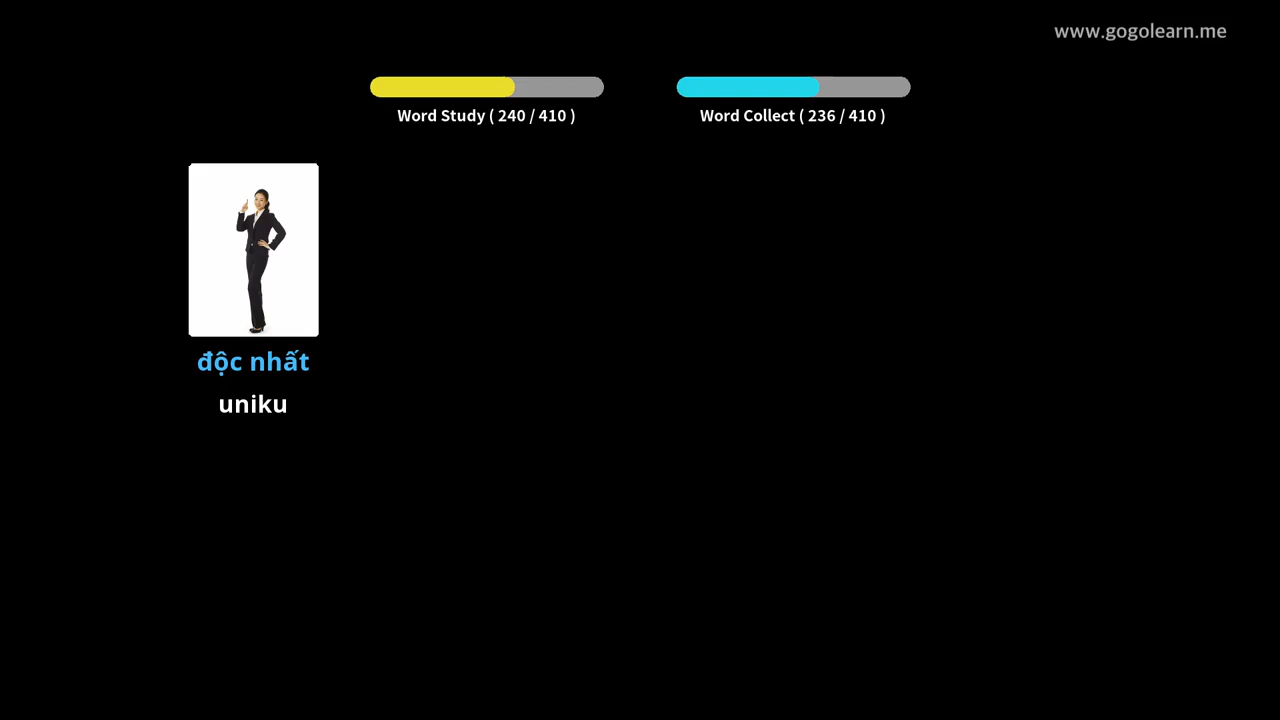 www.gogolearn.me
Word Study ( 240 / 410 )
Word Collect ( 236 / 410 )
độc nhất
uniku